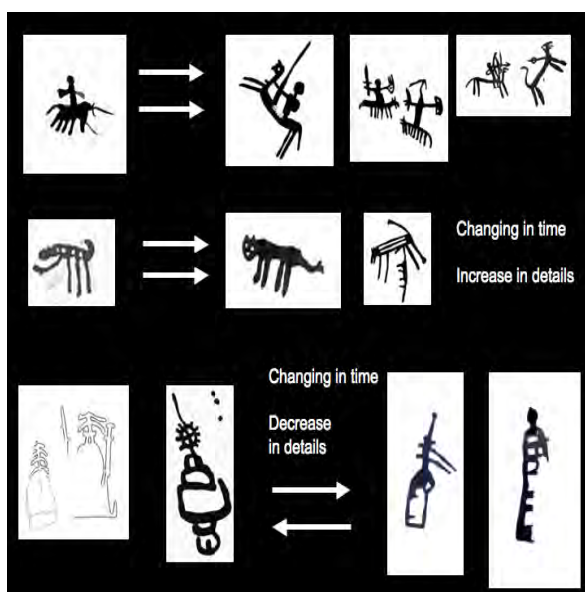 Changing in time
Increase in details
Changing in time
Decrease
in details